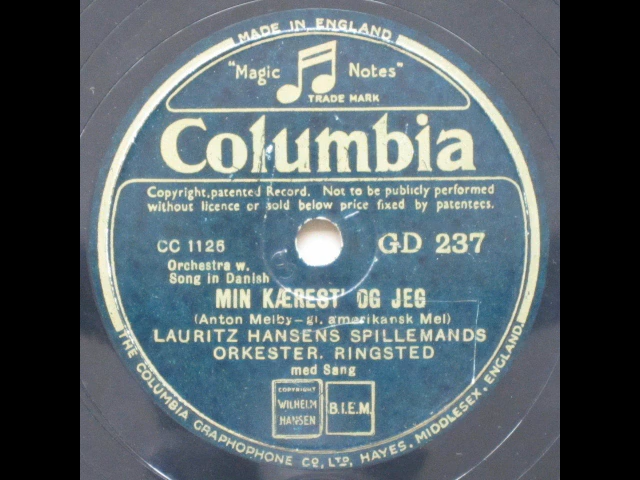 MADE IN ENGLAND
"Magic Notes"
TRADE MARK
Columbia
Copyright, patented Record. Not to be publicly performed
without licence or sold below price fixed by patentees.
CC 1126 GD 237
Orchestra w.
Song in Danish
MIN KÆREST' OG JEG
(Anton Melby - gl. amerikansk Mel)
LAURITZ HANSENS SPILLEMANDS
ORKESTER. RINGSTED
med Sang
COPYRIGHT
WILHELM
HANSEN
B.I.E.M.
THE COLUMBIA GRAPHOPHONE CO., LTD, HAYES, MIDDLESEX, ENGLAND.